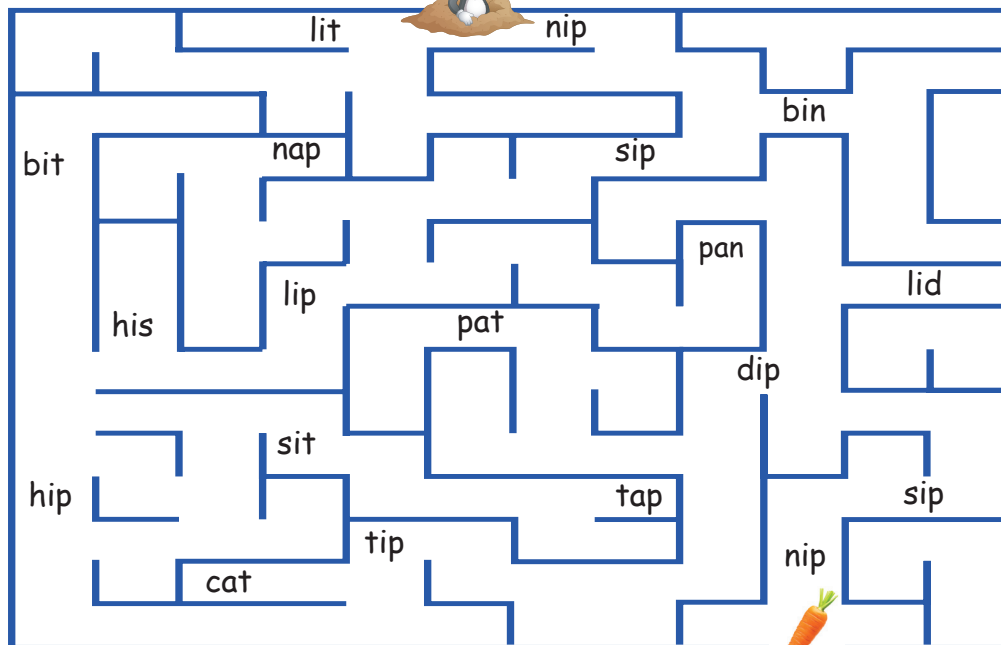 lit
nip
bin
nap
sip
bit
pan
lid
lip
his
pat
dip
sit
hip
tap
sip
tip
nip
cat